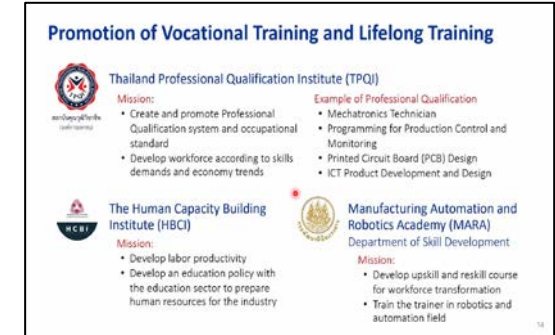 Promotion of Vocational Training and Lifelong Training
Thailand Professional Qualification Institute (TPQI)
Mission:
• Create and promote Professional
Qualification system and occupational
standard
• Develop workforce according to skills
demands and economy trends
Example of Professional Qualification
• Mechatronics Technician
• Programming for Production Control and
Monitoring
• Printed Circuit Board (PCB) Design
• ICT Product Development and Design
HCBI
The Human Capacity Building
Institute (HBCI)
Mission:
• Develop labor productivity
• Develop an education policy with
the education sector to prepare
human resources for the industry
Manufacturing Automation and
Robotics Academy (MARA)
Department of Skill Development
Mission:
• Develop upskill and reskill course
for workforce transformation
• Train the trainer in robotics and
automation field
14